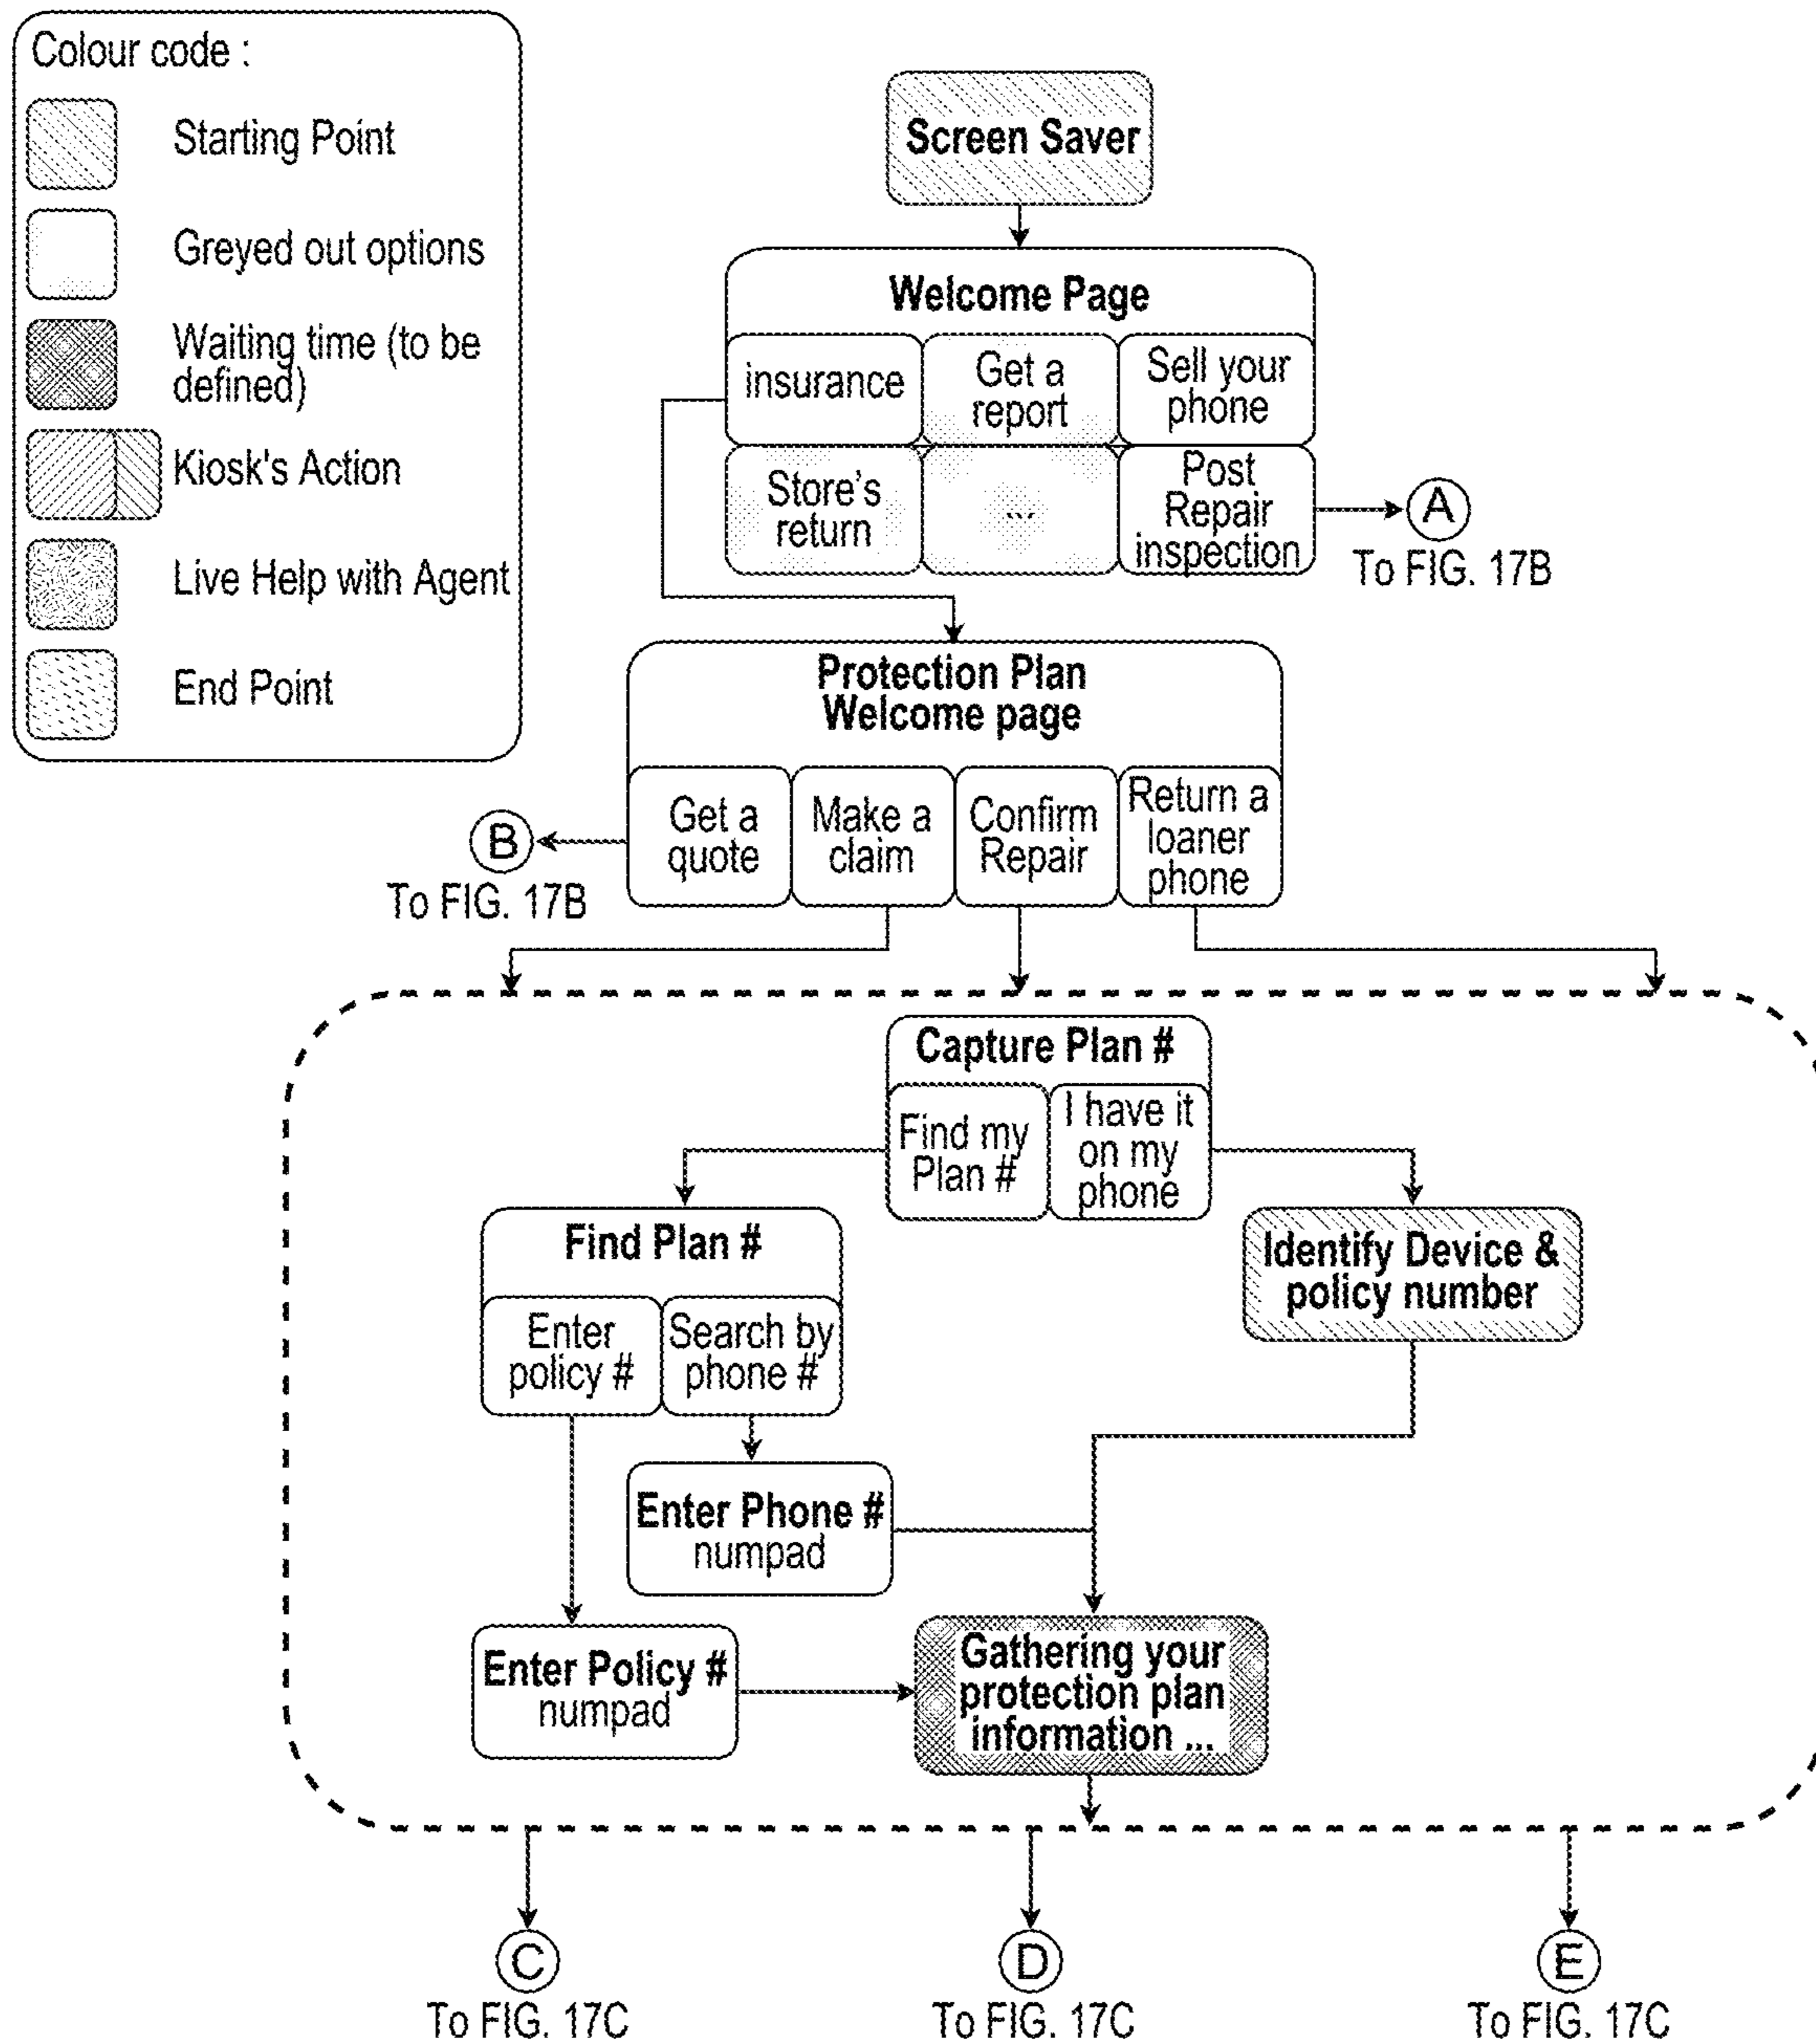 Colour code :
Starting Point
Greyed out options
Waiting time (to be
defined)
Kiosk's Action
Live Help with Agent
End Point
Screen Saver
Welcome Page
insurance
Get a
report
Sell your
phone
Store's
return
...
Post
Repair
inspection
A
To FIG. 17B
Protection Plan
Welcome page
Get a
quote
Make a
claim
Confirm
Repair
Return a
loaner
phone
B
To FIG. 17B
Capture Plan #
Find my
Plan #
I have it
on my
phone
Find Plan #
Enter
policy #
Search by
phone #
Identify Device &
policy number
Enter Phone #
numpad
Enter Policy #
numpad
Gathering your
protection plan
information ...
C
To FIG. 17C
D
To FIG. 17C
E
To FIG. 17C